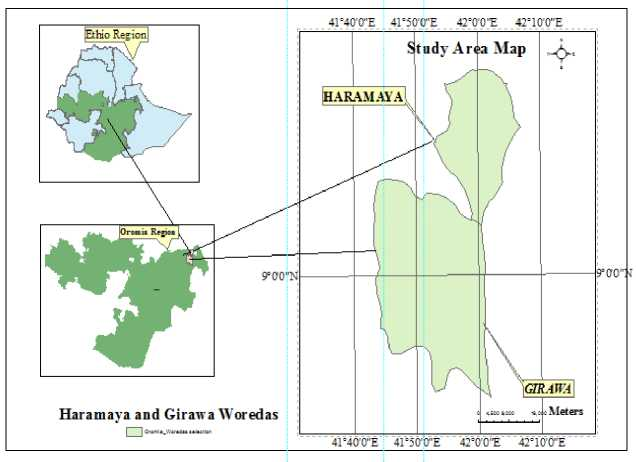 41°40'0"E 41°50'0"E 42°0'0"E 42°10'0"E
Ethio Region
Study Area Map
HARAMAYA
Oromia Region
9°0'0"N 9°0'0"N
GIRAWA
Haramaya and Girawa Woredas
Meters
Oromia_Woredas selection
41°40'0"E 41°50'0"E 42°0'0"E 42°10'0"E